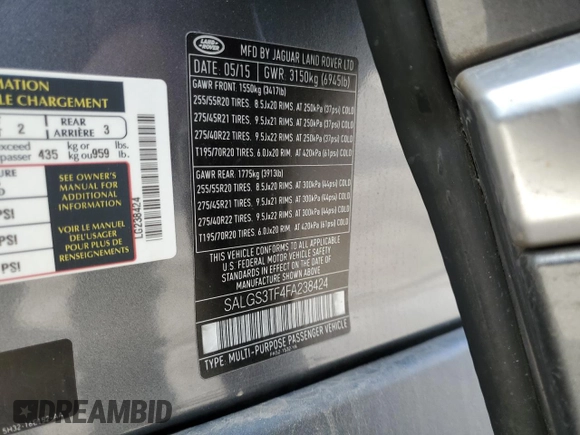 MATION
LE CHARGEMENT
2
REAR
ARRIÈRE 3
exceed
passer 435 kg or
kg ou 959 lbs.
lb.
SEE OWNER'S
MANUAL FOR
ADDITIONAL
INFORMATION
VOIR LE MANUEL
DEL'USAGER
POUR PLUS DE
RENSEIGNEMENTS
PSI
PSI
LG238424
LAND
ROVER
MFD BY JAGUAR LAND ROVER LTD
DATE: 05/15 GWR: 3150kg (6945lb)
GAWR FRONT: 1550kg (3417lb)
255/55R20 TIRES. 8.5Jx20 RIMS, AT 250kPa (37psi) COLD
275/45R21 TIRES. 9.5Jx21 RIMS, AT 250kPa (37psi) COLD
275/40R22 TIRES. 9.5Jx22 RIMS, AT 250kPa (37psi) COLD
T195/70R20 TIRES. 6.0Jx20 RIM, AT 420kPa (61psi) COLD
GAWR REAR: 1775kg (3913lb)
255/55R20 TIRES. 8.5Jx20 RIMS, AT 300kPa (44psi) COLD
275/45R21 TIRES. 9.5Jx21 RIMS, AT 300kPa (44psi) COLD
275/40R22 TIRES. 9.5Jx22 RIMS, AT 300kPa (44psi) COLD
T195/70R20 TIRES. 6.0Jx20 RIM, AT 420kPa (61psi) COLD
THIS VEHICLE CONFORMS TO ALL APPLICABLE
U.S. FEDERAL MOTOR VEHICLE SAFETY
STANDARDS IN EFFECT ON THE DATE OF
MANUFACTURE SHOWN ABOVE.
SALGS3TF4FA238424
TYPE: MULTI-PURPOSE PASSENGER VEHICLE
DREAMBID